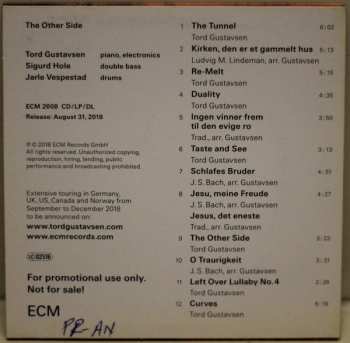 The Other Side
Tord Gustavsen piano, electronics
Sigurd Hole double bass
Jarle Vespestad drums
ECM 2608 CD/LP/DL
Release: August 31, 2018
℗ © 2018 ECM Records GmbH
All rights reserved. Unauthorized copying,
reproduction, hiring, lending, public
performance and broadcasting prohibited.
Extensive touring in Germany,
UK, US, Canada and Norway from
September to December 2018
to be announced on:
www.tordgustavsen.com
www.ecmrecords.com
For promotional use only.
Not for sale!
ECM
PR AN
1 The Tunnel 6:02
Tord Gustavsen
2 Kirken, den er et gammelt hus 5:13
Ludvig M. Lindeman, arr. Gustavsen
3 Re-Melt 5:15
Tord Gustavsen
4 Duality
Tord Gustavsen
5 Ingen vinner frem
til den evige ro
Trad., arr. Gustavsen
6 Taste and See
Tord Gustavsen
7 Schlafes Bruder
J. S. Bach, arr. Gustavsen
8 Jesu, meine Freude
J. S. Bach, arr. Gustavsen
Jesus, det eneste
Trad., arr. Gustavsen
9 The Other Side
Tord Gustavsen
10 O Traurigkeit
J. S. Bach, arr. Gustavsen
11 Left Over Lullaby No. 4
Tord Gustavsen
12 Curves
Tord Gustavsen